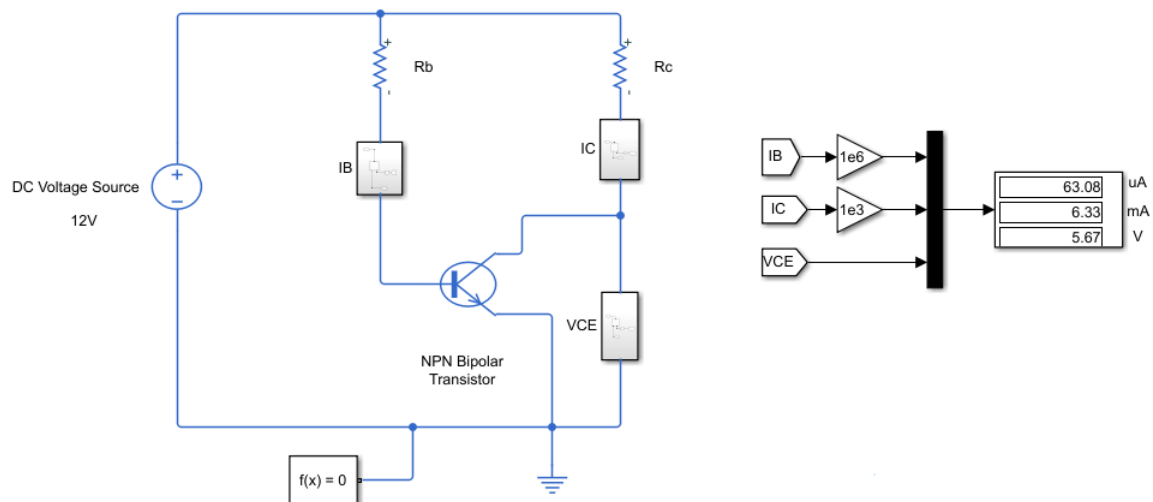 +
Rb
-
+
Rc
-
IB
IC
DC Voltage Source
12V
+
−
VCE
NPN Bipolar
Transistor
f(x) = 0
IB
1e6
IC
1e3
VCE
63.08 uA
6.33 mA
5.67 V